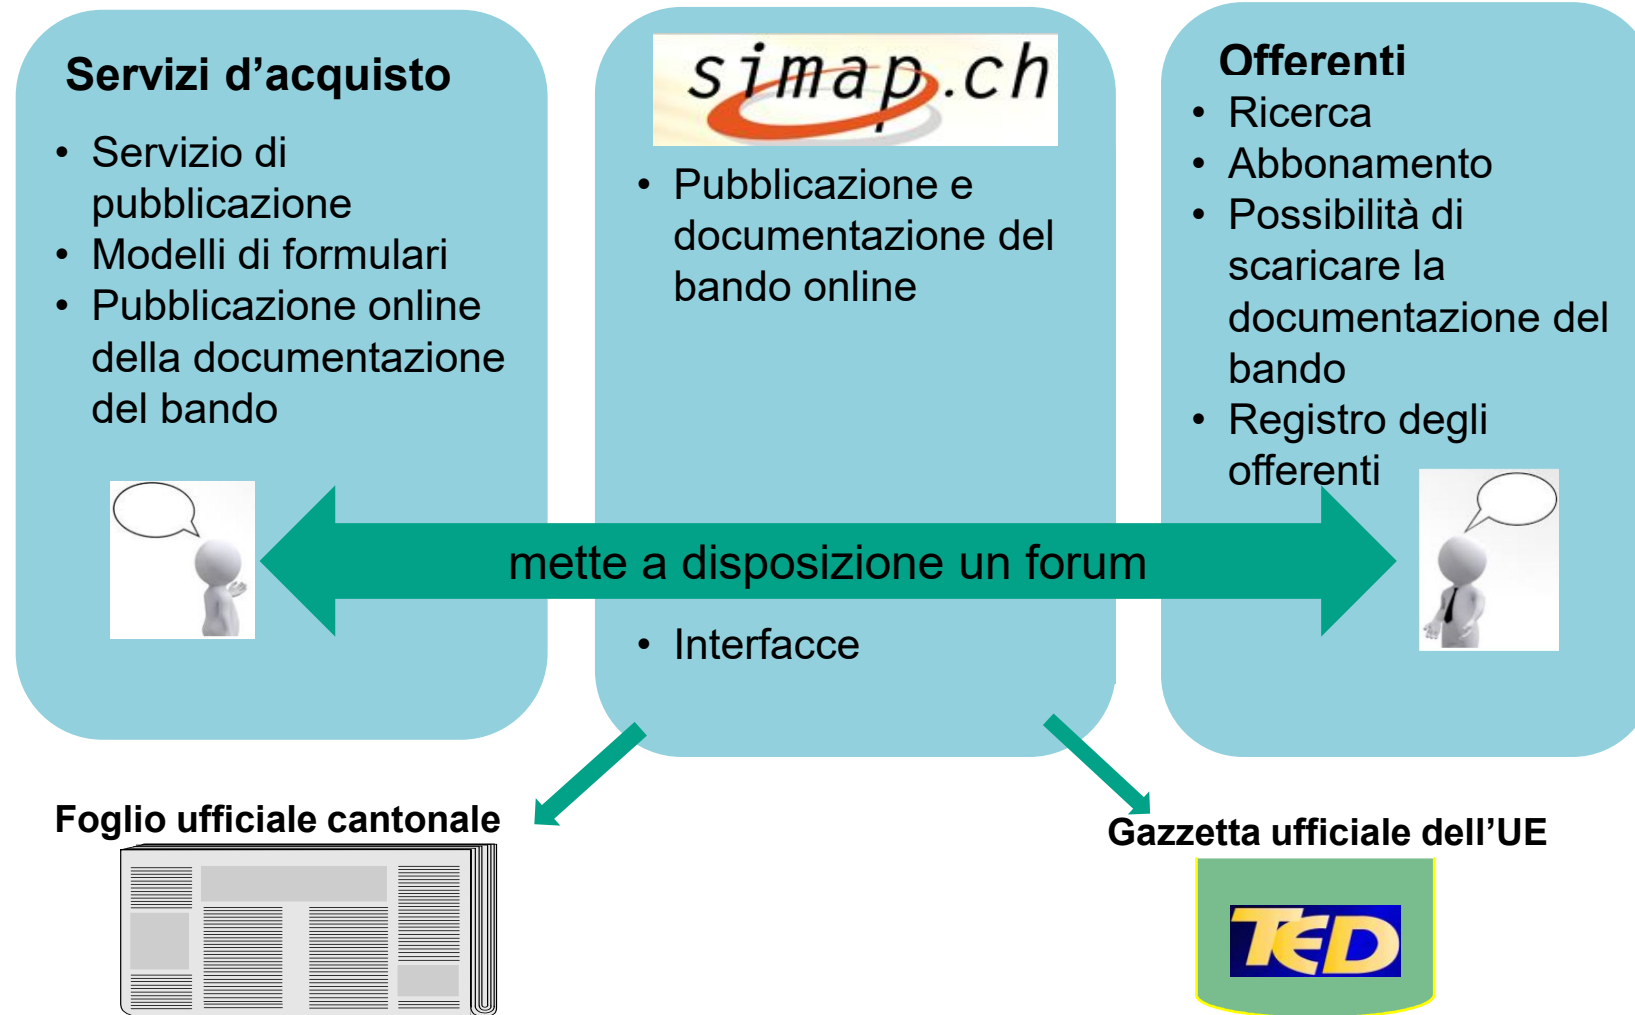 Servizi d’acquisto
• Servizio di
pubblicazione
• Modelli di formulari
• Pubblicazione online
della documentazione
del bando
simap.ch
• Pubblicazione e
documentazione del
bando online
Offerenti
• Ricerca
• Abbonamento
• Possibilità di
scaricare la
documentazione del
bando
• Registro degli
offerenti
mette a disposizione un forum
• Interfacce
Foglio ufficiale cantonale
Gazzetta ufficiale dell’UE
TED